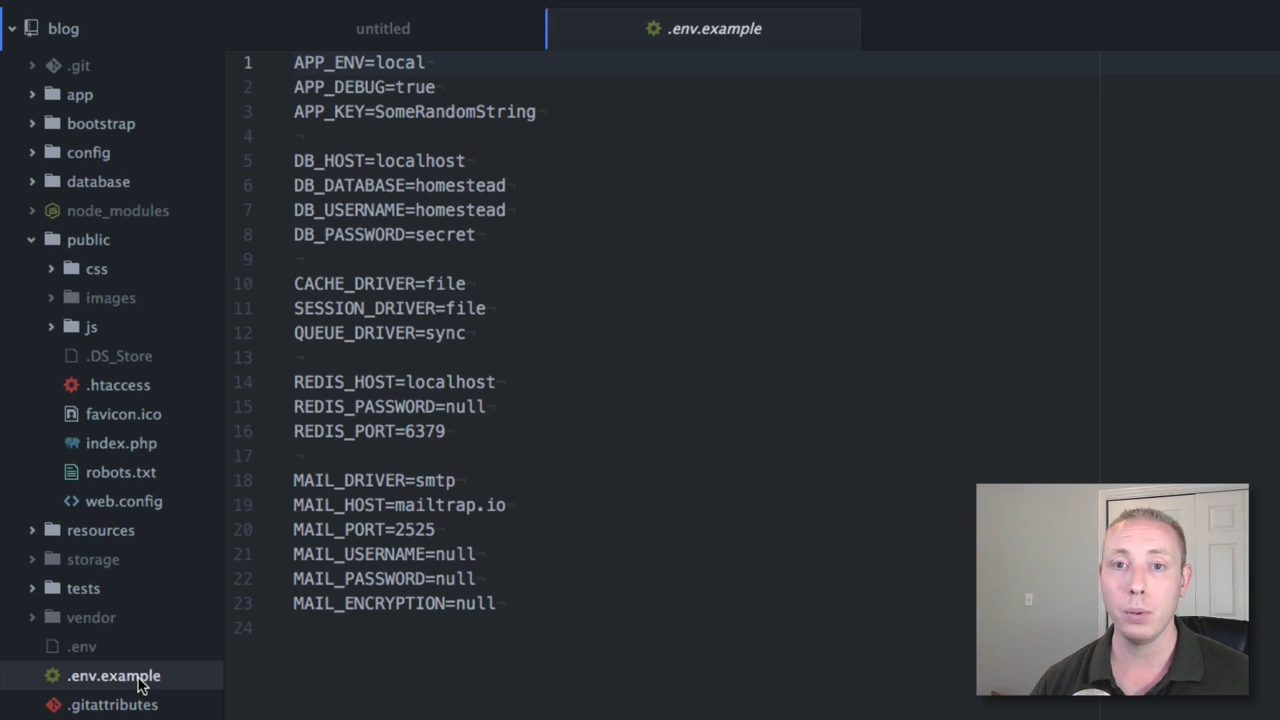 blog
untitled
.env.example
.git
app
bootstrap
config
database
node_modules
public
css
images
js
.DS_Store
.htaccess
favicon.ico
index.php
robots.txt
web.config
resources
storage
tests
vendor
.env
.env.example
.gitattributes
1 APP_ENV=local
2 APP_DEBUG=true
3 APP_KEY=SomeRandomString
4
5 DB_HOST=localhost
6 DB_DATABASE=homestead
7 DB_USERNAME=homestead
8 DB_PASSWORD=secret
9
10 CACHE_DRIVER=file
11 SESSION_DRIVER=file
12 QUEUE_DRIVER=sync
13
14 REDIS_HOST=localhost
15 REDIS_PASSWORD=null
16 REDIS_PORT=6379
17
18 MAIL_DRIVER=smtp
19 MAIL_HOST=mailtrap.io
20 MAIL_PORT=2525
21 MAIL_USERNAME=null
22 MAIL_PASSWORD=null
23 MAIL_ENCRYPTION=null
24